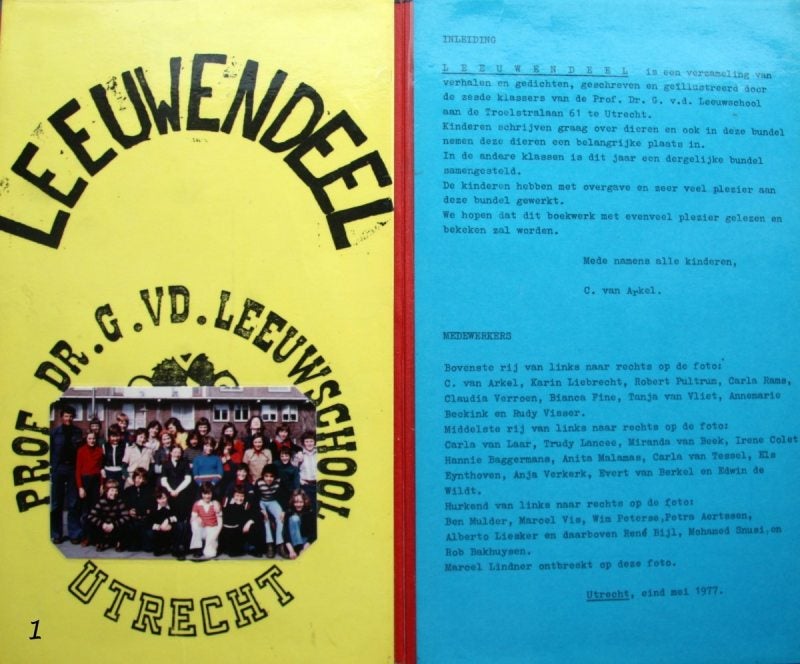 LEEUWENDEEL
PROF DR. G. VD. LEEUWSCHOOL
UTRECHT
1
INLEIDING
LEEUWENDEEL is een verzameling van
verhalen en gedichten, geschreven en geïllustreerd door
de zesde klassers van de Prof. Dr. G. v.d. Leeuwschool
aan de Troelstralaan 61 te Utrecht.
Kinderen schrijven graag over dieren en ook in deze bundel
nemen deze dieren een belangrijke plaats in.
In de andere klassen is dit jaar een dergelijke bundel
samengesteld.
De kinderen hebben met overgave en zeer veel plezier aan
deze bundel gewerkt.
We hopen dat dit boekwerk met evenveel plezier gelezen en
bekeken zal worden.
Mede namens alle kinderen,
C. van Arkel.
MEDEWERKERS
Bovenste rij van links naar rechts op de foto:
C. van Arkel, Karin Liebrecht, Robert Fultrum, Carla Rams,
Claudia Verroen, Bianca Fine, Tanja van Vliet, Annemarie
Beckink en Rudy Visser.
Middelste rij van links naar rechts op de foto:
Carla van Laar, Trudy Lancee, Miranda van Beek, Irene Colet
Hannie Baggermans, Anita Malamas, Carla van Tessel, Els
Eynthoven, Anja Verkerk, Evert van Berkel en Edwin de
Wildt.
Hurkend van links naar rechts op de foto:
Ben Mulder, Marcel Vis, Wim Peterse, Petra Aertssen,
Alberto Liesker en daarboven René Bijl, Mohamed Snusi en
Rob Bakhuysen.
Marcel Lindner ontbreekt op deze foto.
Utrecht, eind mei 1977.